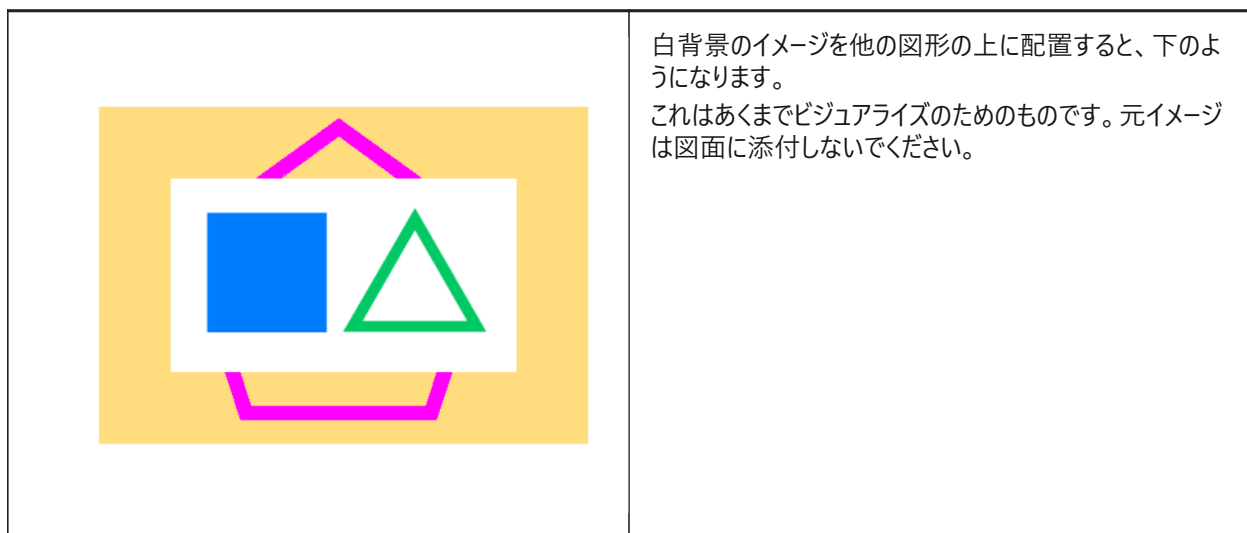 白背景のイメージを他の図形の上に配置すると、下のよ
うになります。
これはあくまでビジュアライズのためのものです。元イメージ
は図面に添付しないでください。